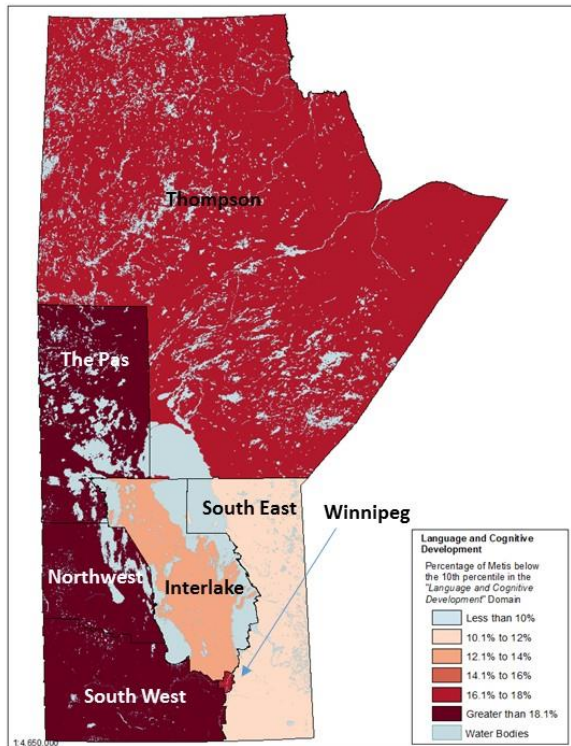 Thompson
The Pas
South East
Winnipeg
Northwest
Interlake
South West
Language and Cognitive
Development
Percentage of Metis below
the 10th percentile in the
"Language and Cognitive
Development" Domain
Less than 10%
10.1% to 12%
12.1% to 14%
14.1% to 16%
16.1% to 18%
Greater than 18.1%
Water Bodies
1:4 650,000